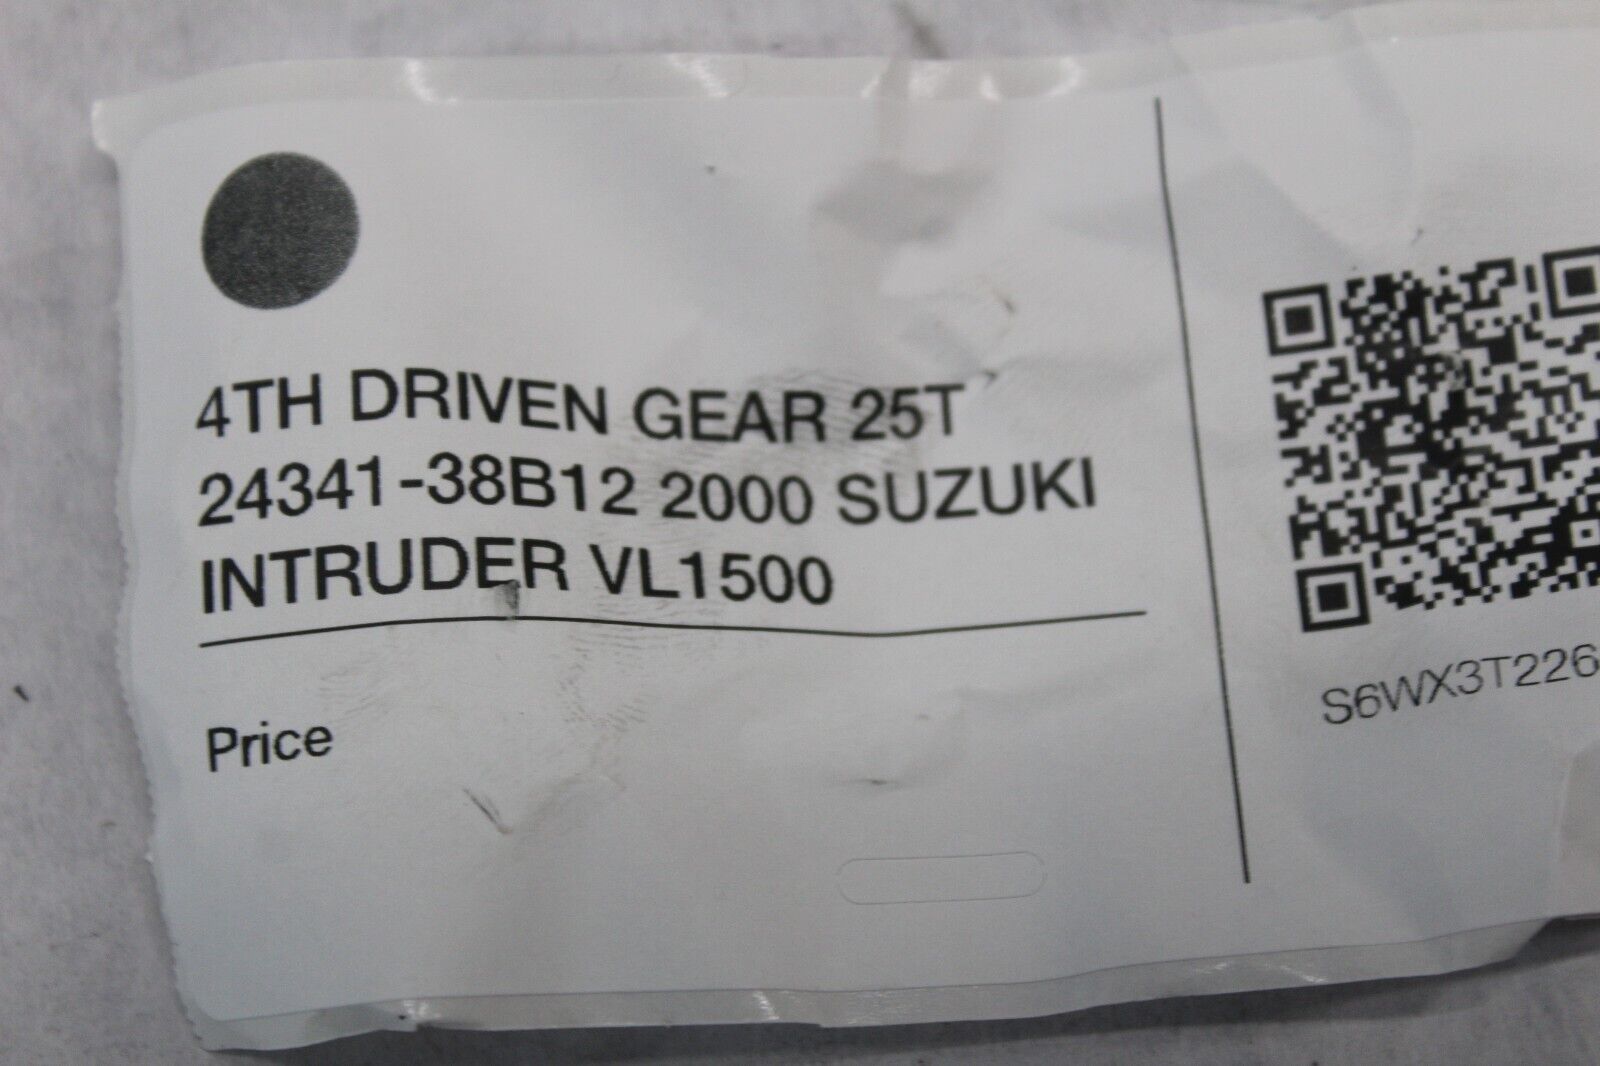 4TH DRIVEN GEAR 25T
24341-38B12 2000 SUZUKI
INTRUDER VL1500
Price
S6WX3T226